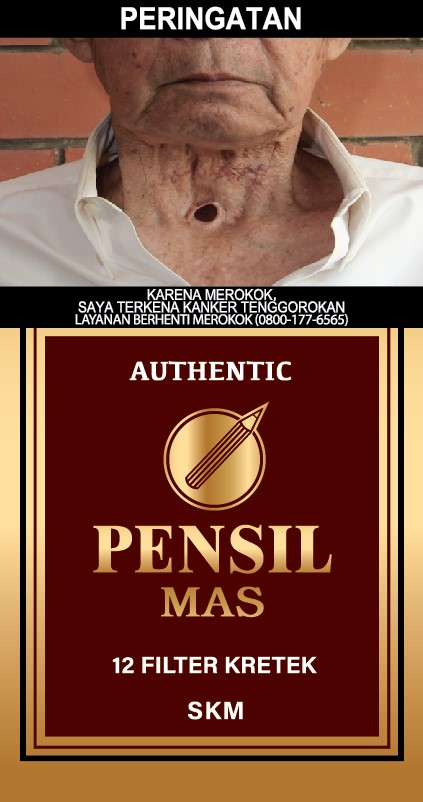 PERINGATAN
KARENA MEROKOK,
SAYA TERKENA KANKER TENGGOROKAN
LAYANAN BERHENTI MEROKOK (0800-177-6565)
AUTHENTIC
PENSIL
MAS
12 FILTER KRETEK
SKM